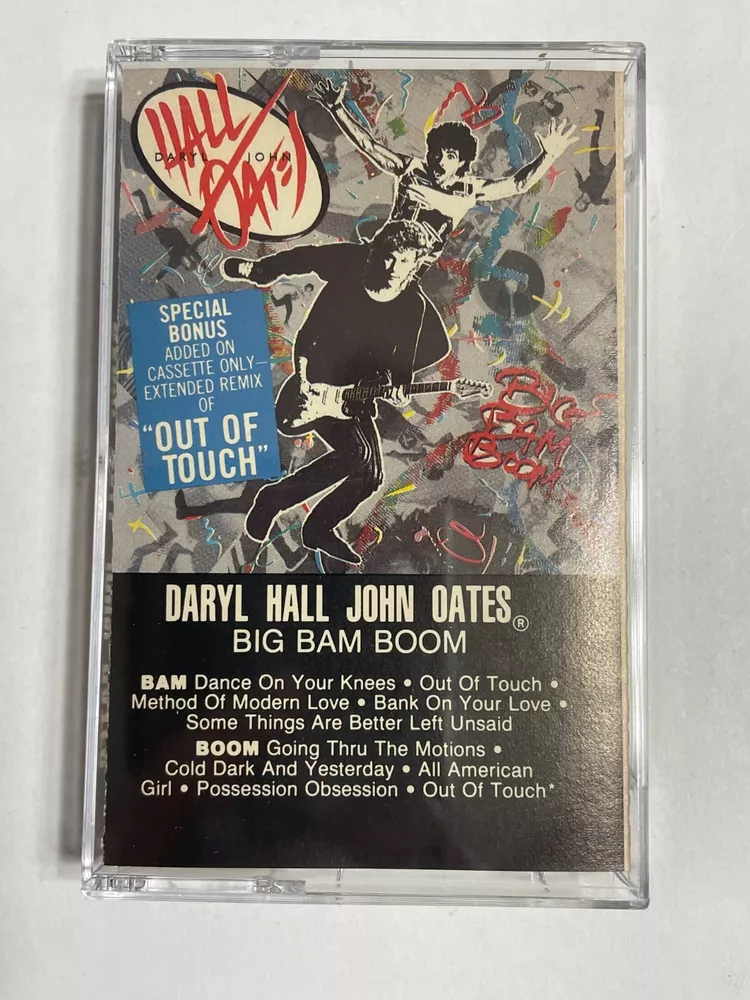 HALL
DARYL JOHN
OATES
SPECIAL
BONUS
ADDED ON
CASSETTE ONLY—
EXTENDED REMIX
OF
"OUT OF
TOUCH"
BIG
BAM
BOOM
DARYL HALL JOHN OATES®
BIG BAM BOOM
BAM Dance On Your Knees • Out Of Touch •
Method Of Modern Love • Bank On Your Love •
Some Things Are Better Left Unsaid
BOOM Going Thru The Motions •
Cold Dark And Yesterday • All American
Girl • Possession Obsession • Out Of Touch*